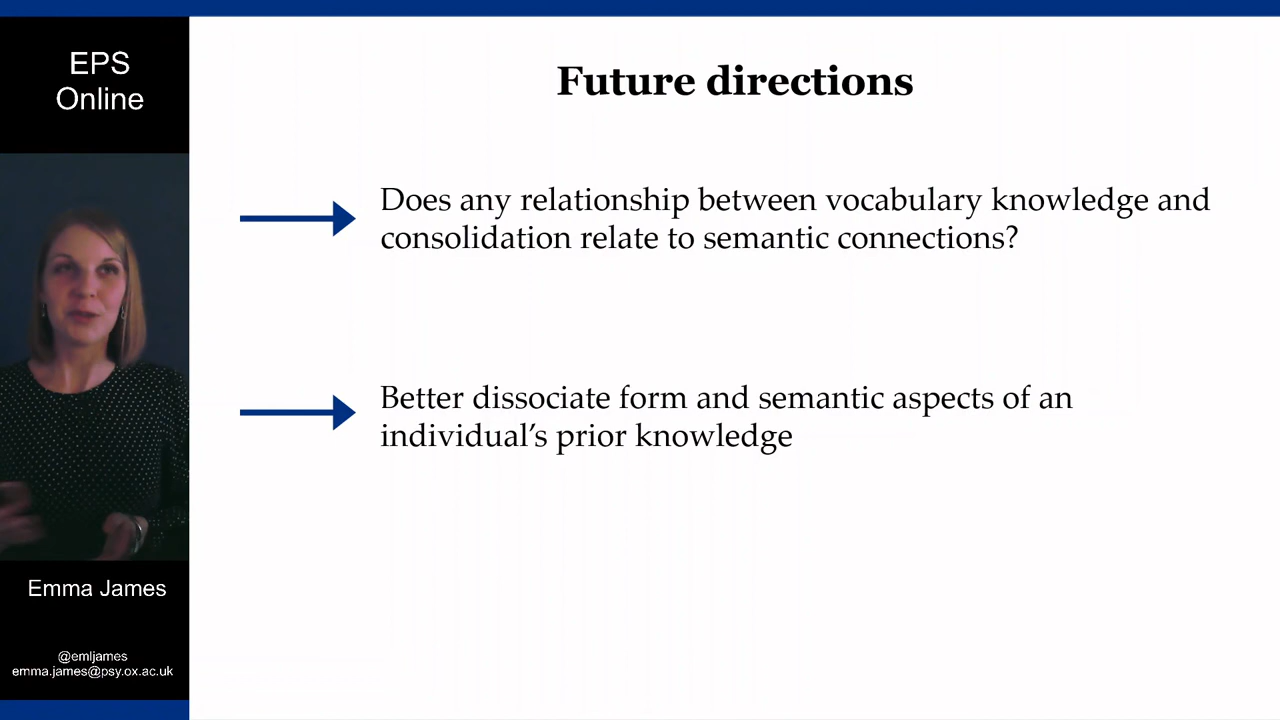 EPS
Online
Future directions
Does any relationship between vocabulary knowledge and
consolidation relate to semantic connections?
Better dissociate form and semantic aspects of an
individual’s prior knowledge
Emma James
@emljames
emma.james@psy.ox.ac.uk